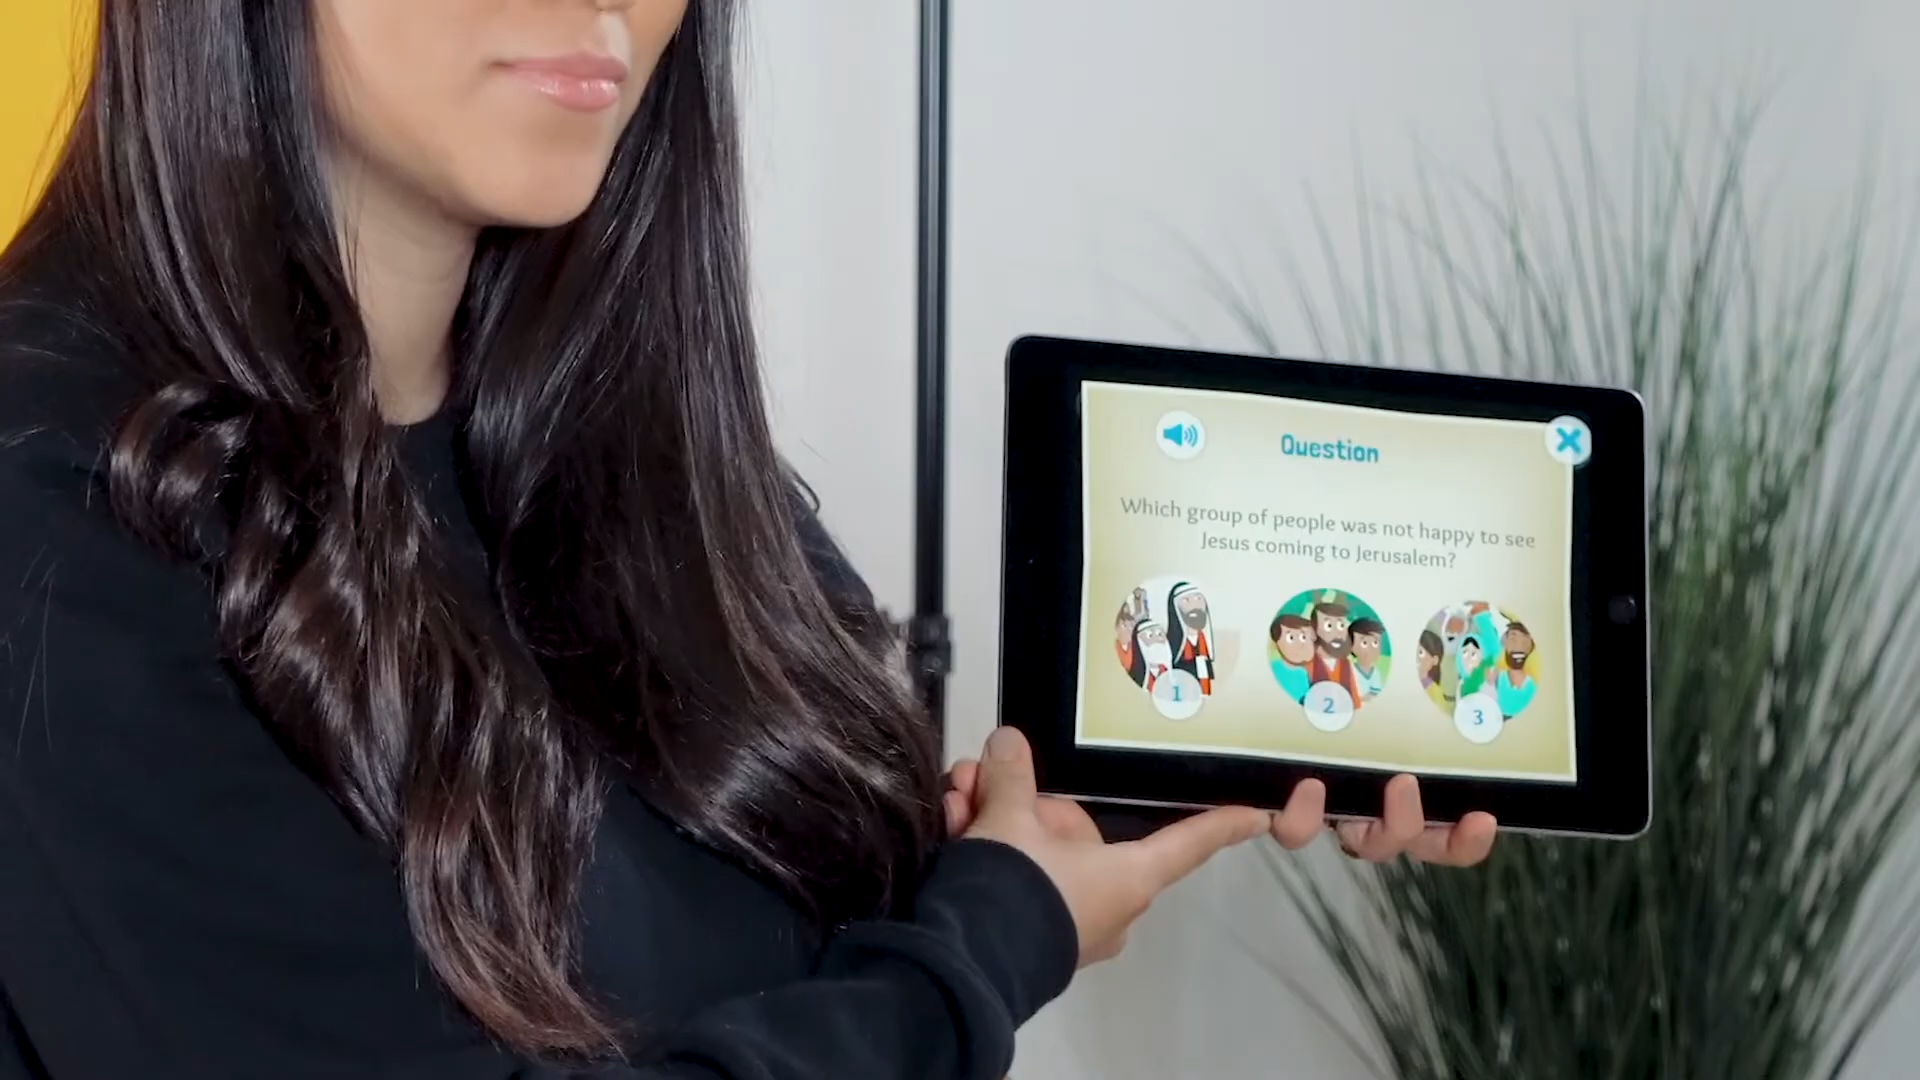 Question
Which group of people was not happy to see
Jesus coming to Jerusalem?
1
2
3